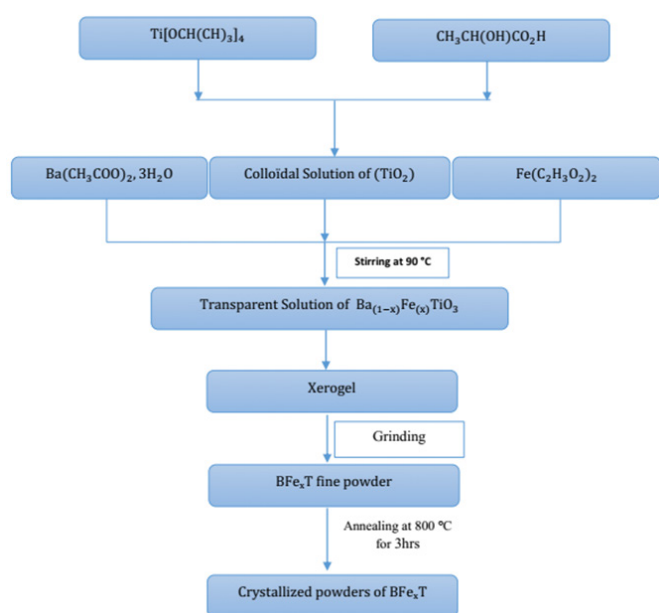 Ti[OCH(CH)₃]₄
CH₃CH(OH)CO₂H
Ba(CH₃COO)₂, 3H₂O
Colloïdal Solution of (TiO₂)
Fe(C₂H₃O₂)₂
Stirring at 90 °C
Transparent Solution of Ba₍₁₋ₓ₎Fe₍ₓ₎TiO₃
Xerogel
Grinding
BFeₓT fine powder
Annealing at 800 °C
for 3hrs
Crystallized powders of BFeₓT